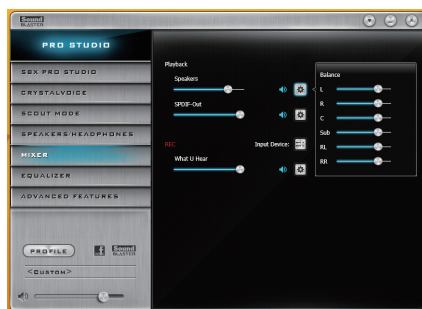 Sound
BLASTER
PRO STUDIO
SBX PRO STUDIO
CRYSTALVOICE
SCOUT MODE
SPEAKERS/HEADPHONES
MIXER
EQUALIZER
ADVANCED FEATURES
PROFILE
f
Sound
BLASTER
<CUSTOM>
Playback
Speakers
SPDIF-Out
REC
Input Device:
What U Hear
Balance
L
R
C
Sub
RL
RR